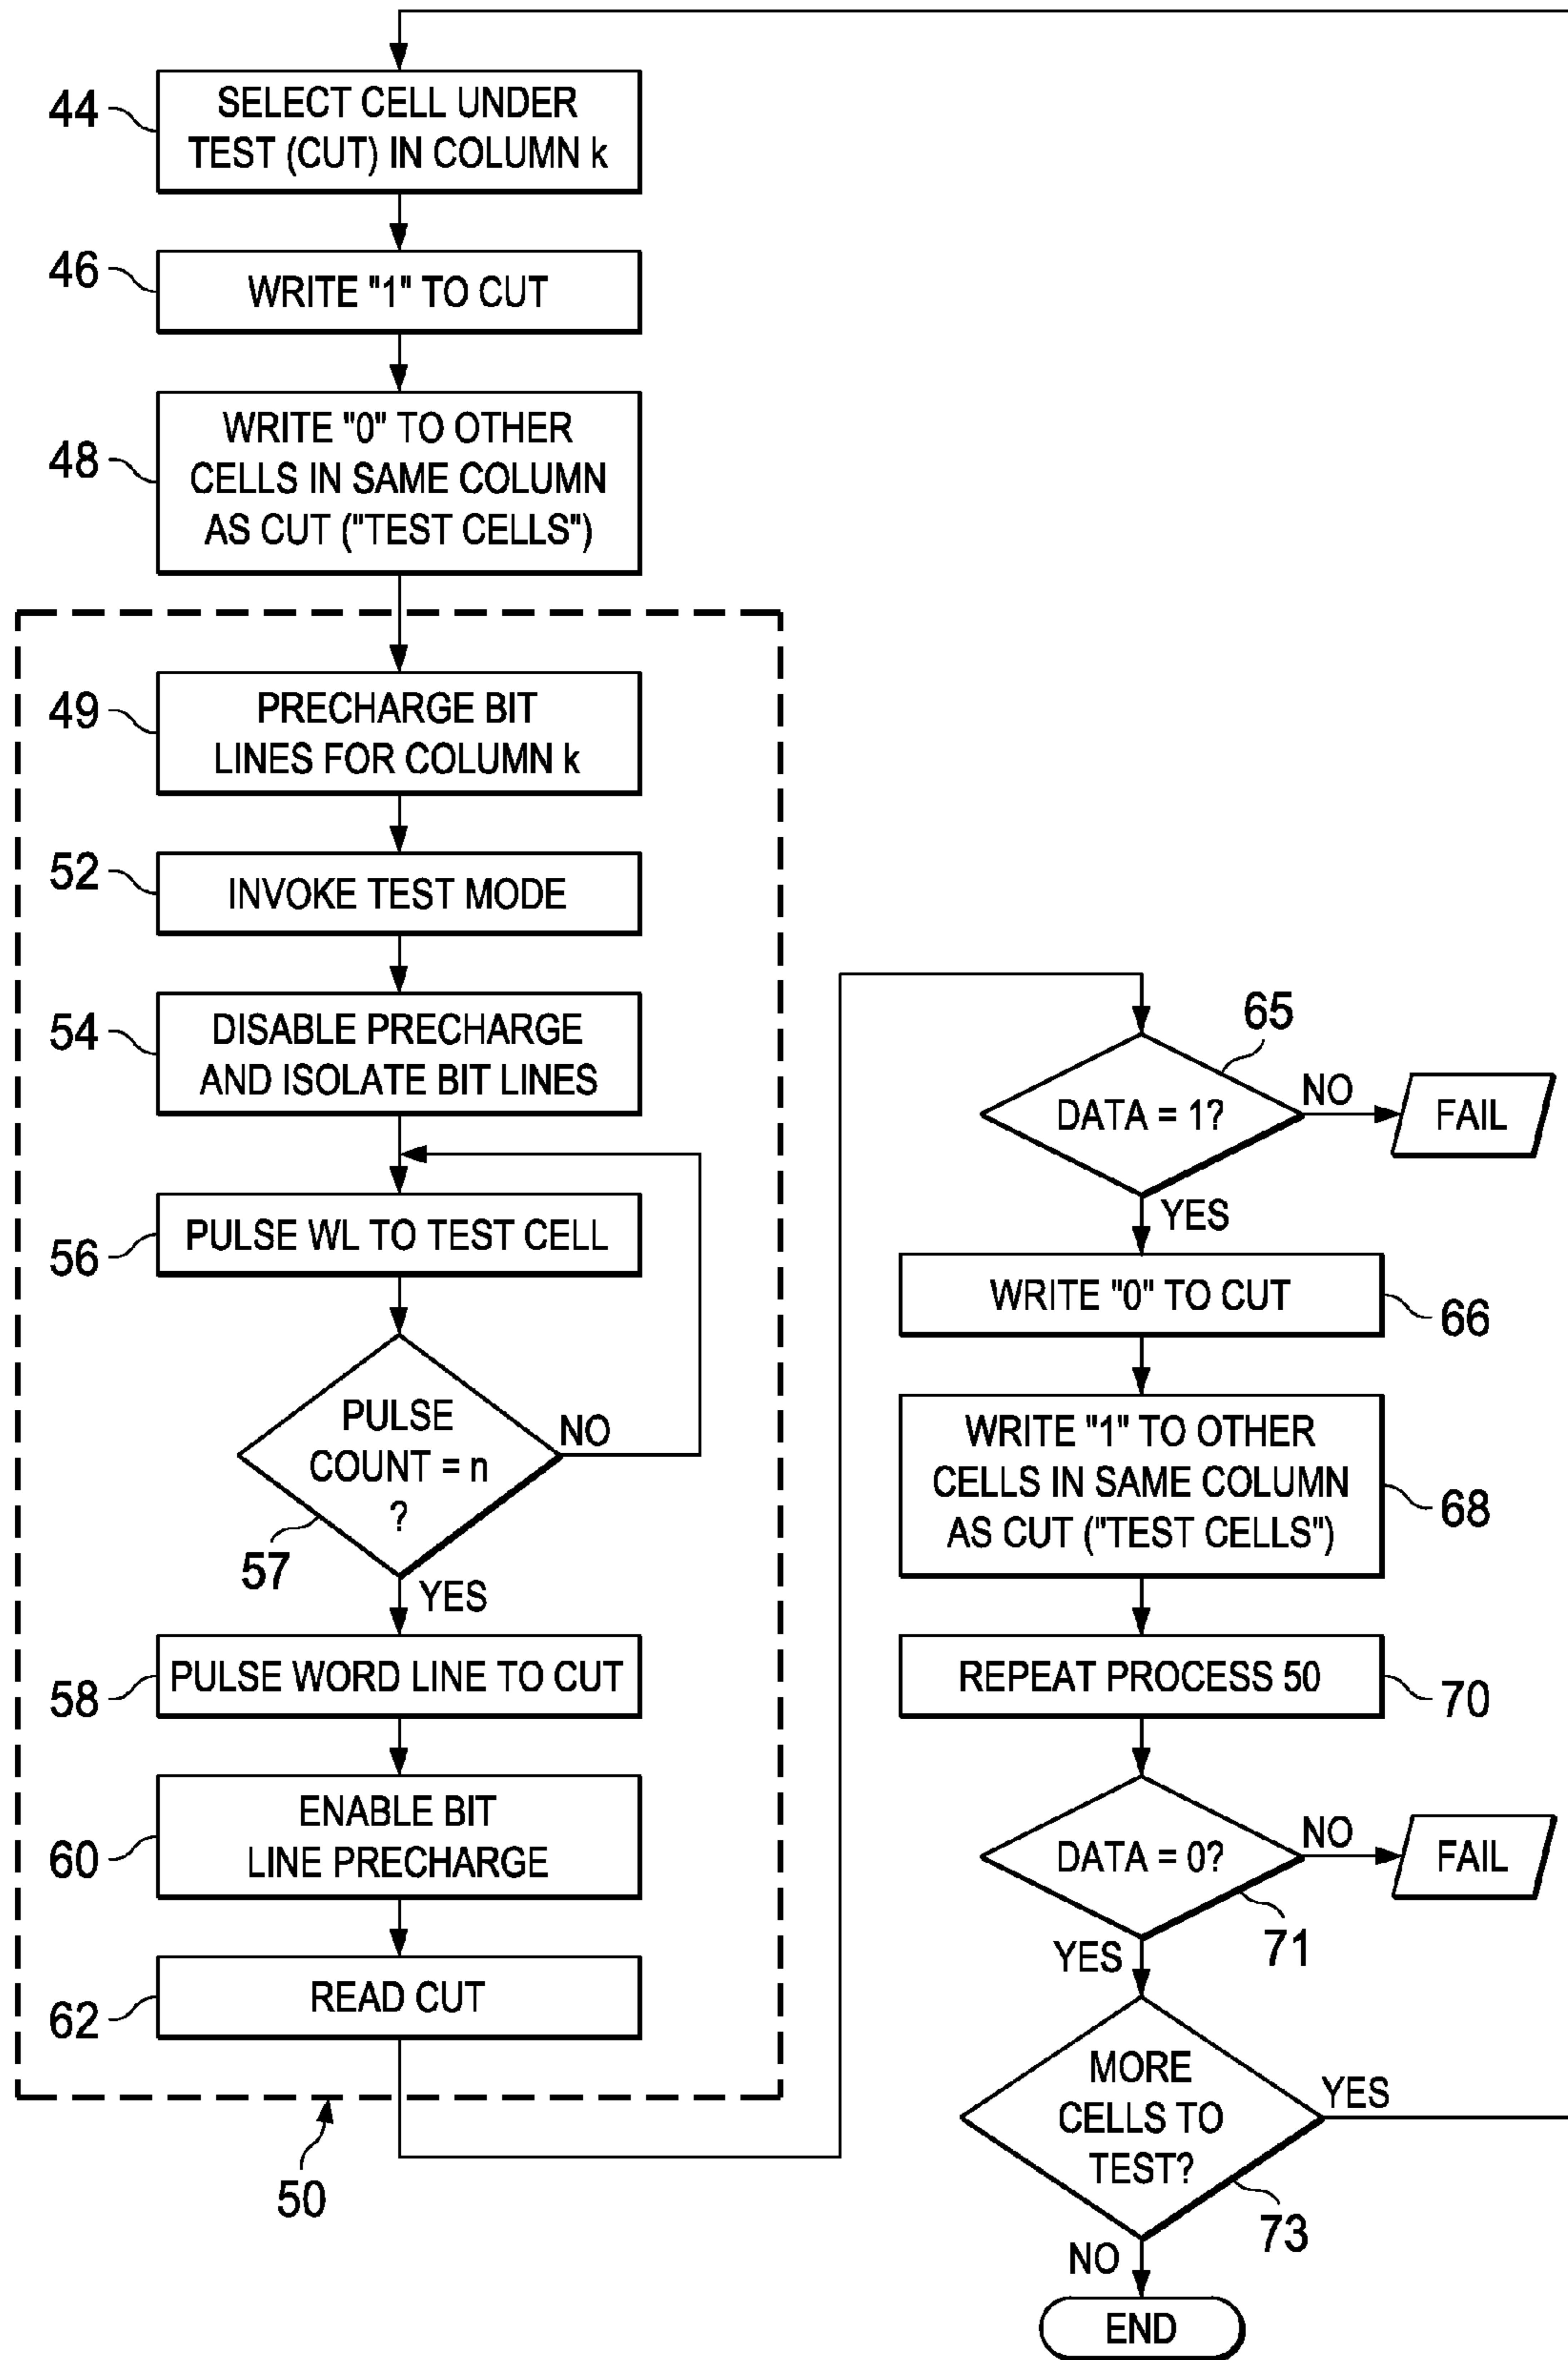 44
SELECT CELL UNDER
TEST (CUT) IN COLUMN k
46
WRITE "1" TO CUT
48
WRITE "0" TO OTHER
CELLS IN SAME COLUMN
AS CUT ("TEST CELLS")
49
PRECHARGE BIT
LINES FOR COLUMN k
52
INVOKE TEST MODE
54
DISABLE PRECHARGE
AND ISOLATE BIT LINES
56
PULSE WL TO TEST CELL
PULSE
COUNT = n
?
NO
57
YES
58
PULSE WORD LINE TO CUT
60
ENABLE BIT
LINE PRECHARGE
62
READ CUT
50
65
DATA = 1?
NO
FAIL
YES
WRITE "0" TO CUT
66
WRITE "1" TO OTHER
CELLS IN SAME COLUMN
AS CUT ("TEST CELLS")
68
REPEAT PROCESS 50
70
DATA = 0?
NO
FAIL
71
YES
MORE
CELLS TO
TEST?
YES
73
NO
END